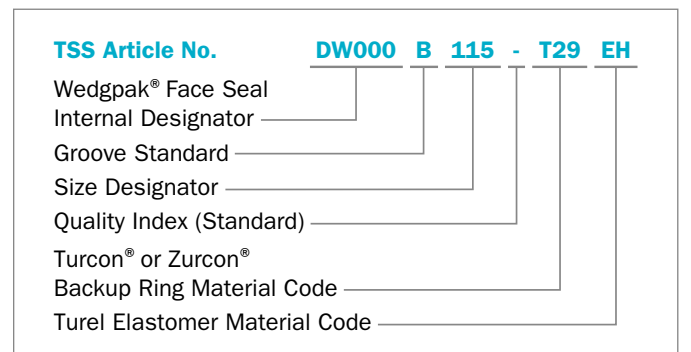 TSS Article No. DW000 B 115 - T29 EH
Wedgpak® Face Seal
Internal Designator
Groove Standard
Size Designator
Quality Index (Standard)
Turcon® or Zurcon®
Backup Ring Material Code
Turel Elastomer Material Code